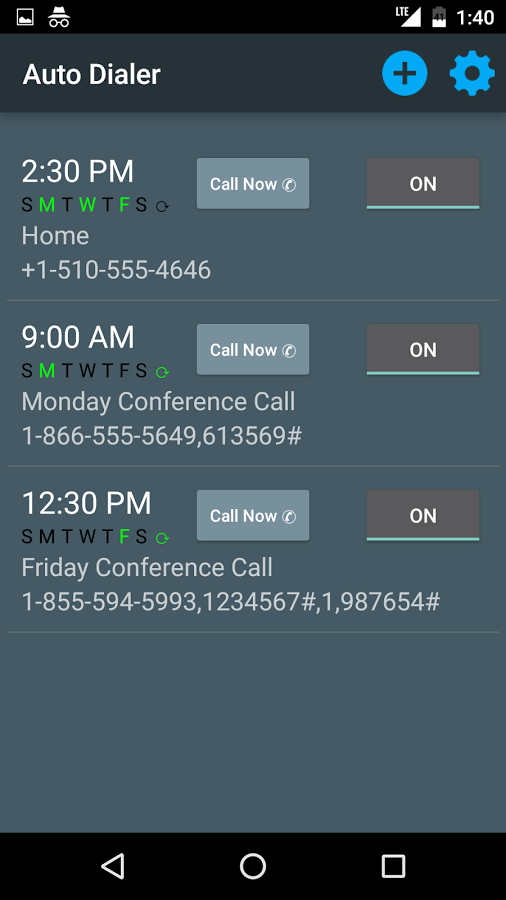 LTE 41 1:40
Auto Dialer
2:30 PM Call Now ✆ ON
S M T W T F S
Home
+1-510-555-4646
9:00 AM Call Now ✆ ON
S M T W T F S
Monday Conference Call
1-866-555-5649,613569#
12:30 PM Call Now ✆ ON
S M T W T F S
Friday Conference Call
1-855-594-5993,1234567#,1,987654#